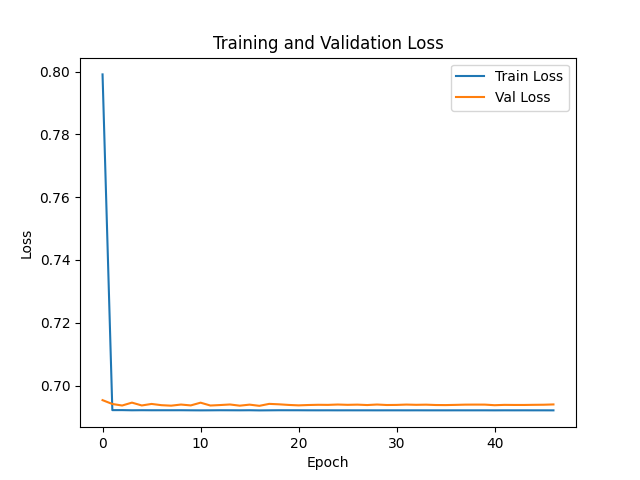 Training and Validation Loss
Train Loss
Val Loss
0.80
0.78
0.76
0.74
0.72
0.70
Loss
0 10 20 30 40
Epoch